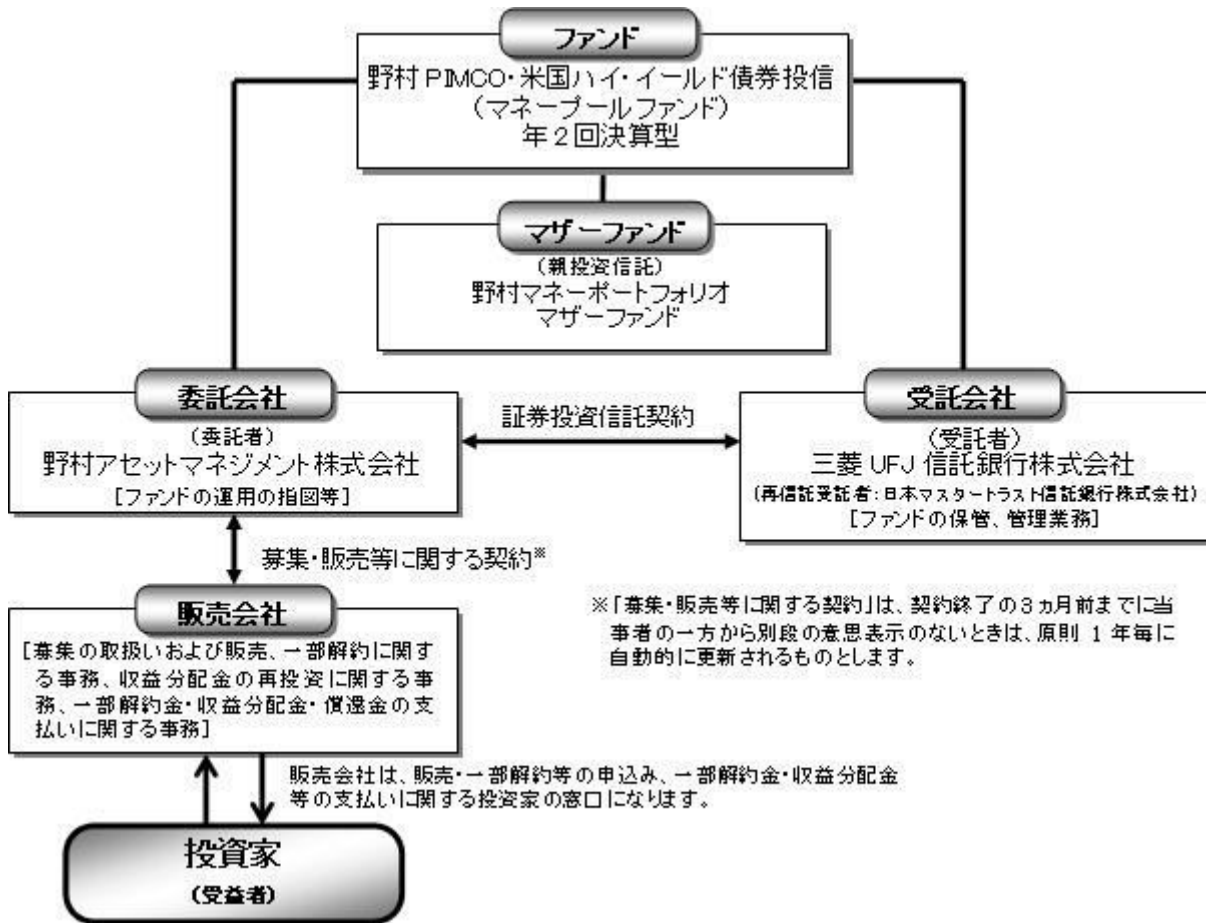 ファンド
野村PIMCO・米国ハイ・イールド債券投信
(マネープールファンド)
年2回決算型
マザーファンド
(親投資信託)
野村マネーポートフォリオ
マザーファンド
委託会社
(委託者)
野村アセットマネジメント株式会社
[ファンドの運用の指図等]
証券投資信託契約
受託会社
(受託者)
三菱UFJ信託銀行株式会社
(再信託受託者:日本マスタートラスト信託銀行株式会社)
[ファンドの保管、管理業務]
募集・販売等に関する契約※
販売会社
[募集の取扱いおよび販売、一部解約に関す
る事務、収益分配金の再投資に関する事
務、一部解約金・収益分配金・償還金の支
払いに関する事務]
※「募集・販売等に関する契約」は、契約終了の3ヵ月前までに当
事者の一方から別段の意思表示のないときは、原則 1 年毎に
自動的に更新されるものとします。
販売会社は、販売・一部解約等の申込み、一部解約金・収益分配金
等の支払いに関する投資家の窓口になります。
投資家
(受益者)